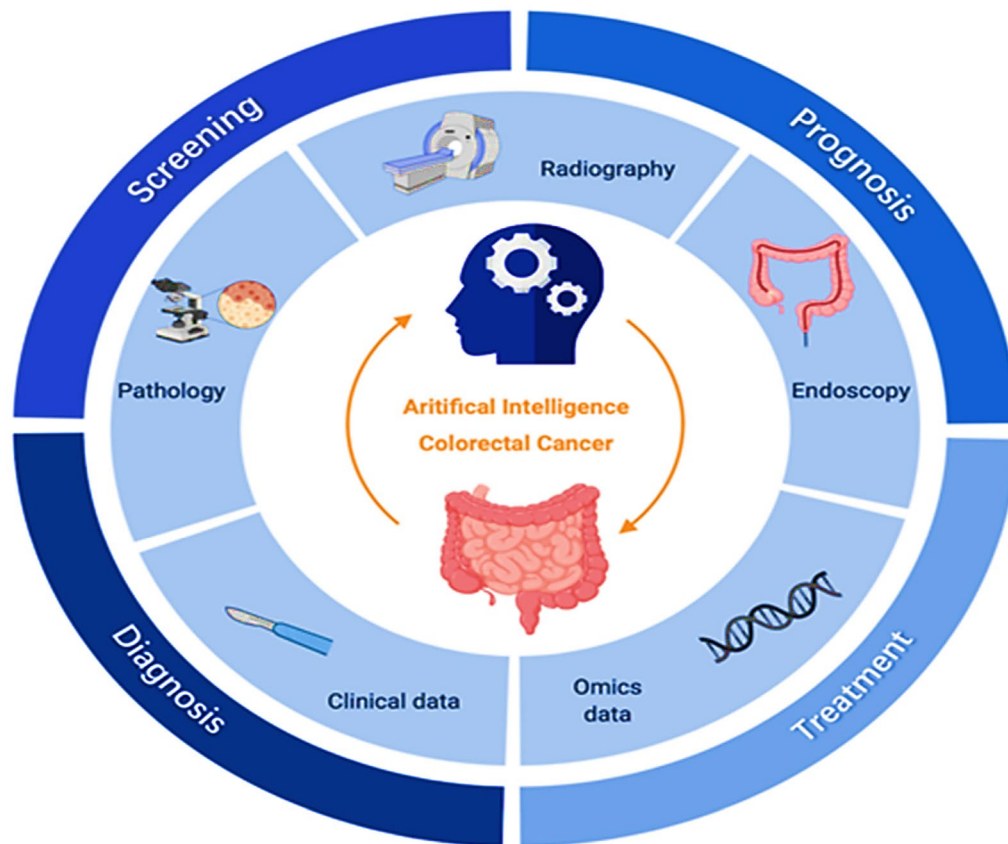 Screening
Prognosis
Radiography
Pathology
Endoscopy
Aritifical Intelligence
Colorectal Cancer
Diagnosis
Clinical data
Omics
data
Treatment